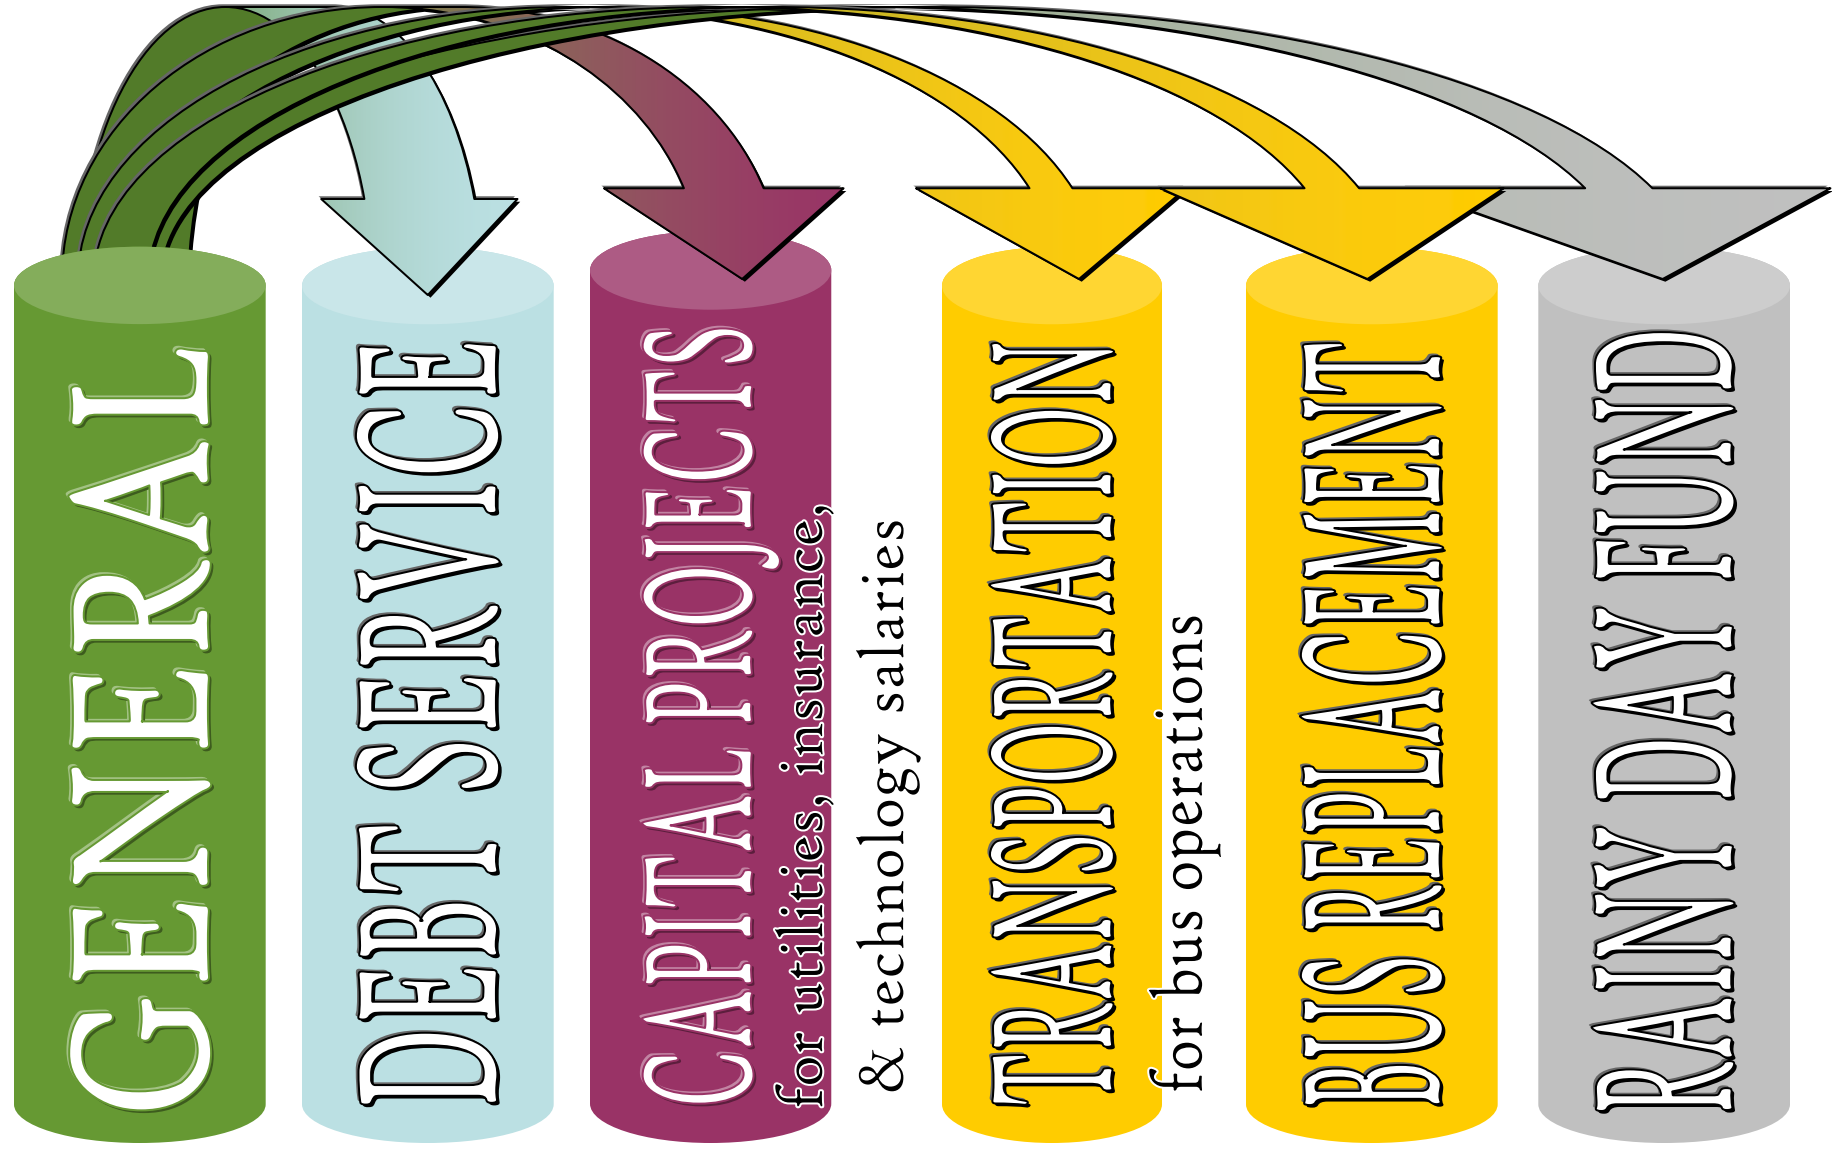 GENERAL
DEBT SERVICE
CAPITAL PROJECTS
for utilities, insurance,
& technology salaries
TRANSPORTATION
for bus operations
BUS REPLACEMENT
RAINY DAY FUND